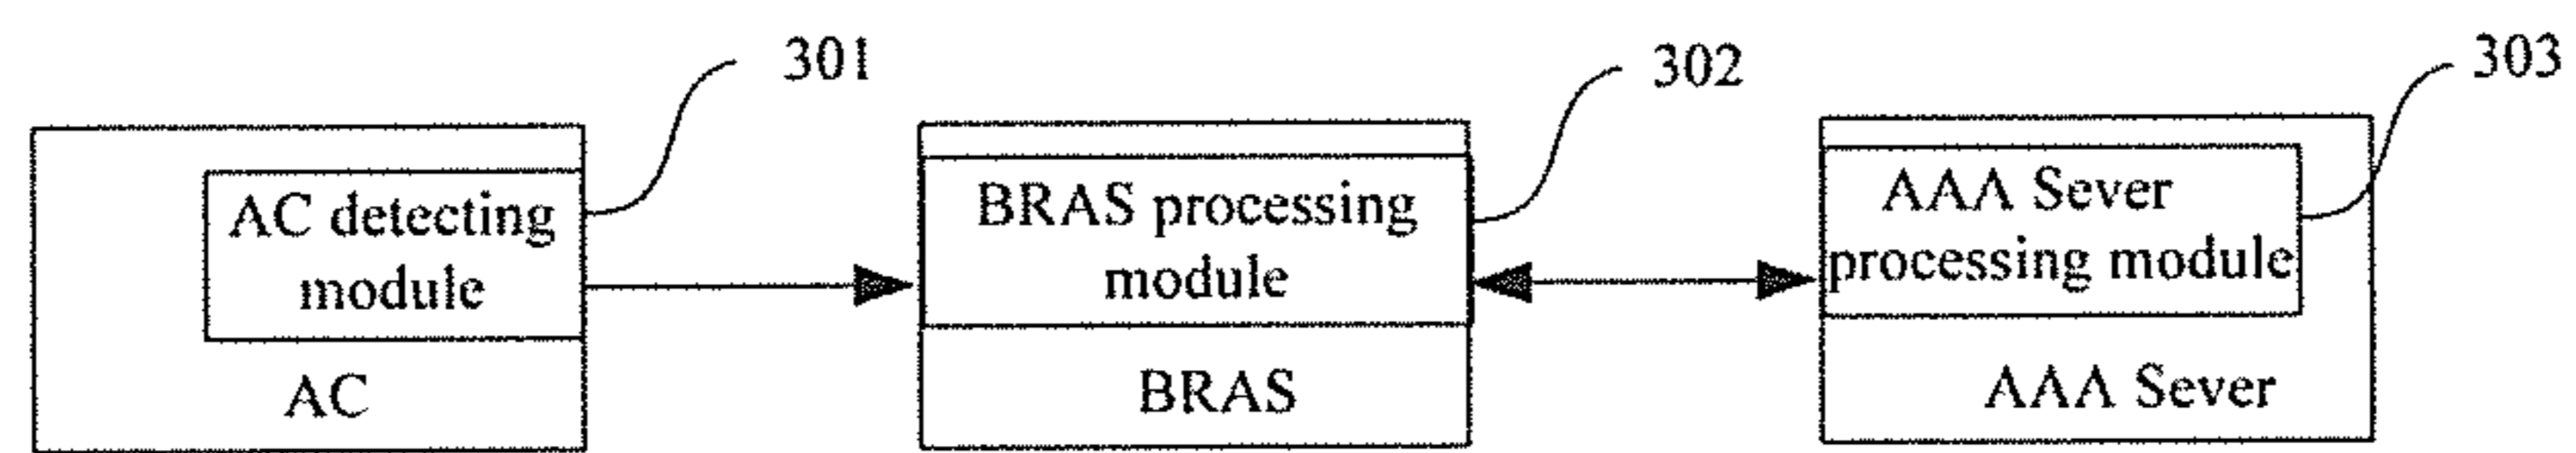 301
302
303
AC detecting
module
AC
BRAS processing
module
BRAS
AAA Sever
processing module
AAA Sever